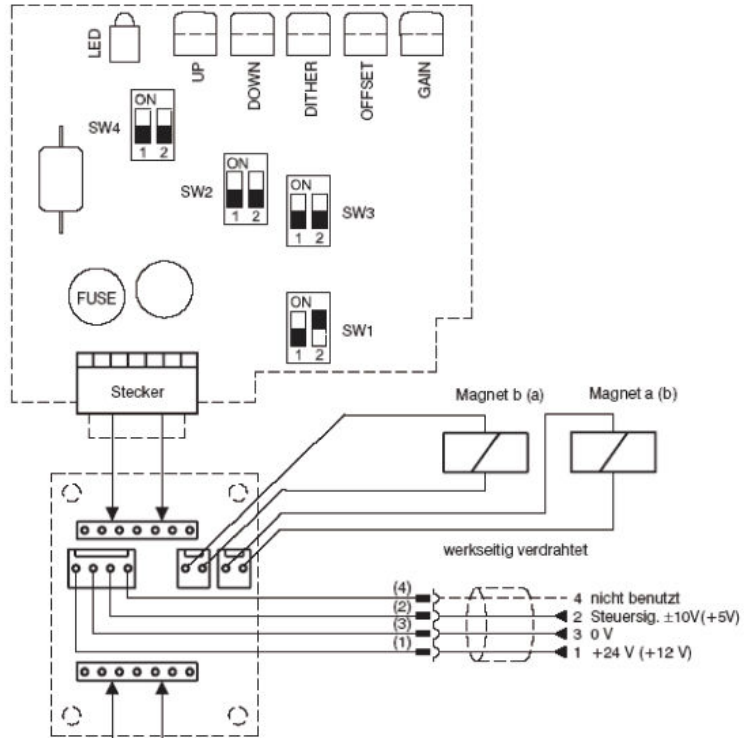 LED
UP
DOWN
DITHER
OFFSET
GAIN
ON
SW4
1 2
ON
SW2
1 2
ON
SW3
1 2
FUSE
ON
SW1
1 2
Stecker
Magnet b (a)
Magnet a (b)
werkseitig verdrahtet
(4)
4 nicht benutzt
(2)
2 Steuersig. ±10V(+5V)
(3)
3 0 V
(1)
1 +24 V (+12 V)